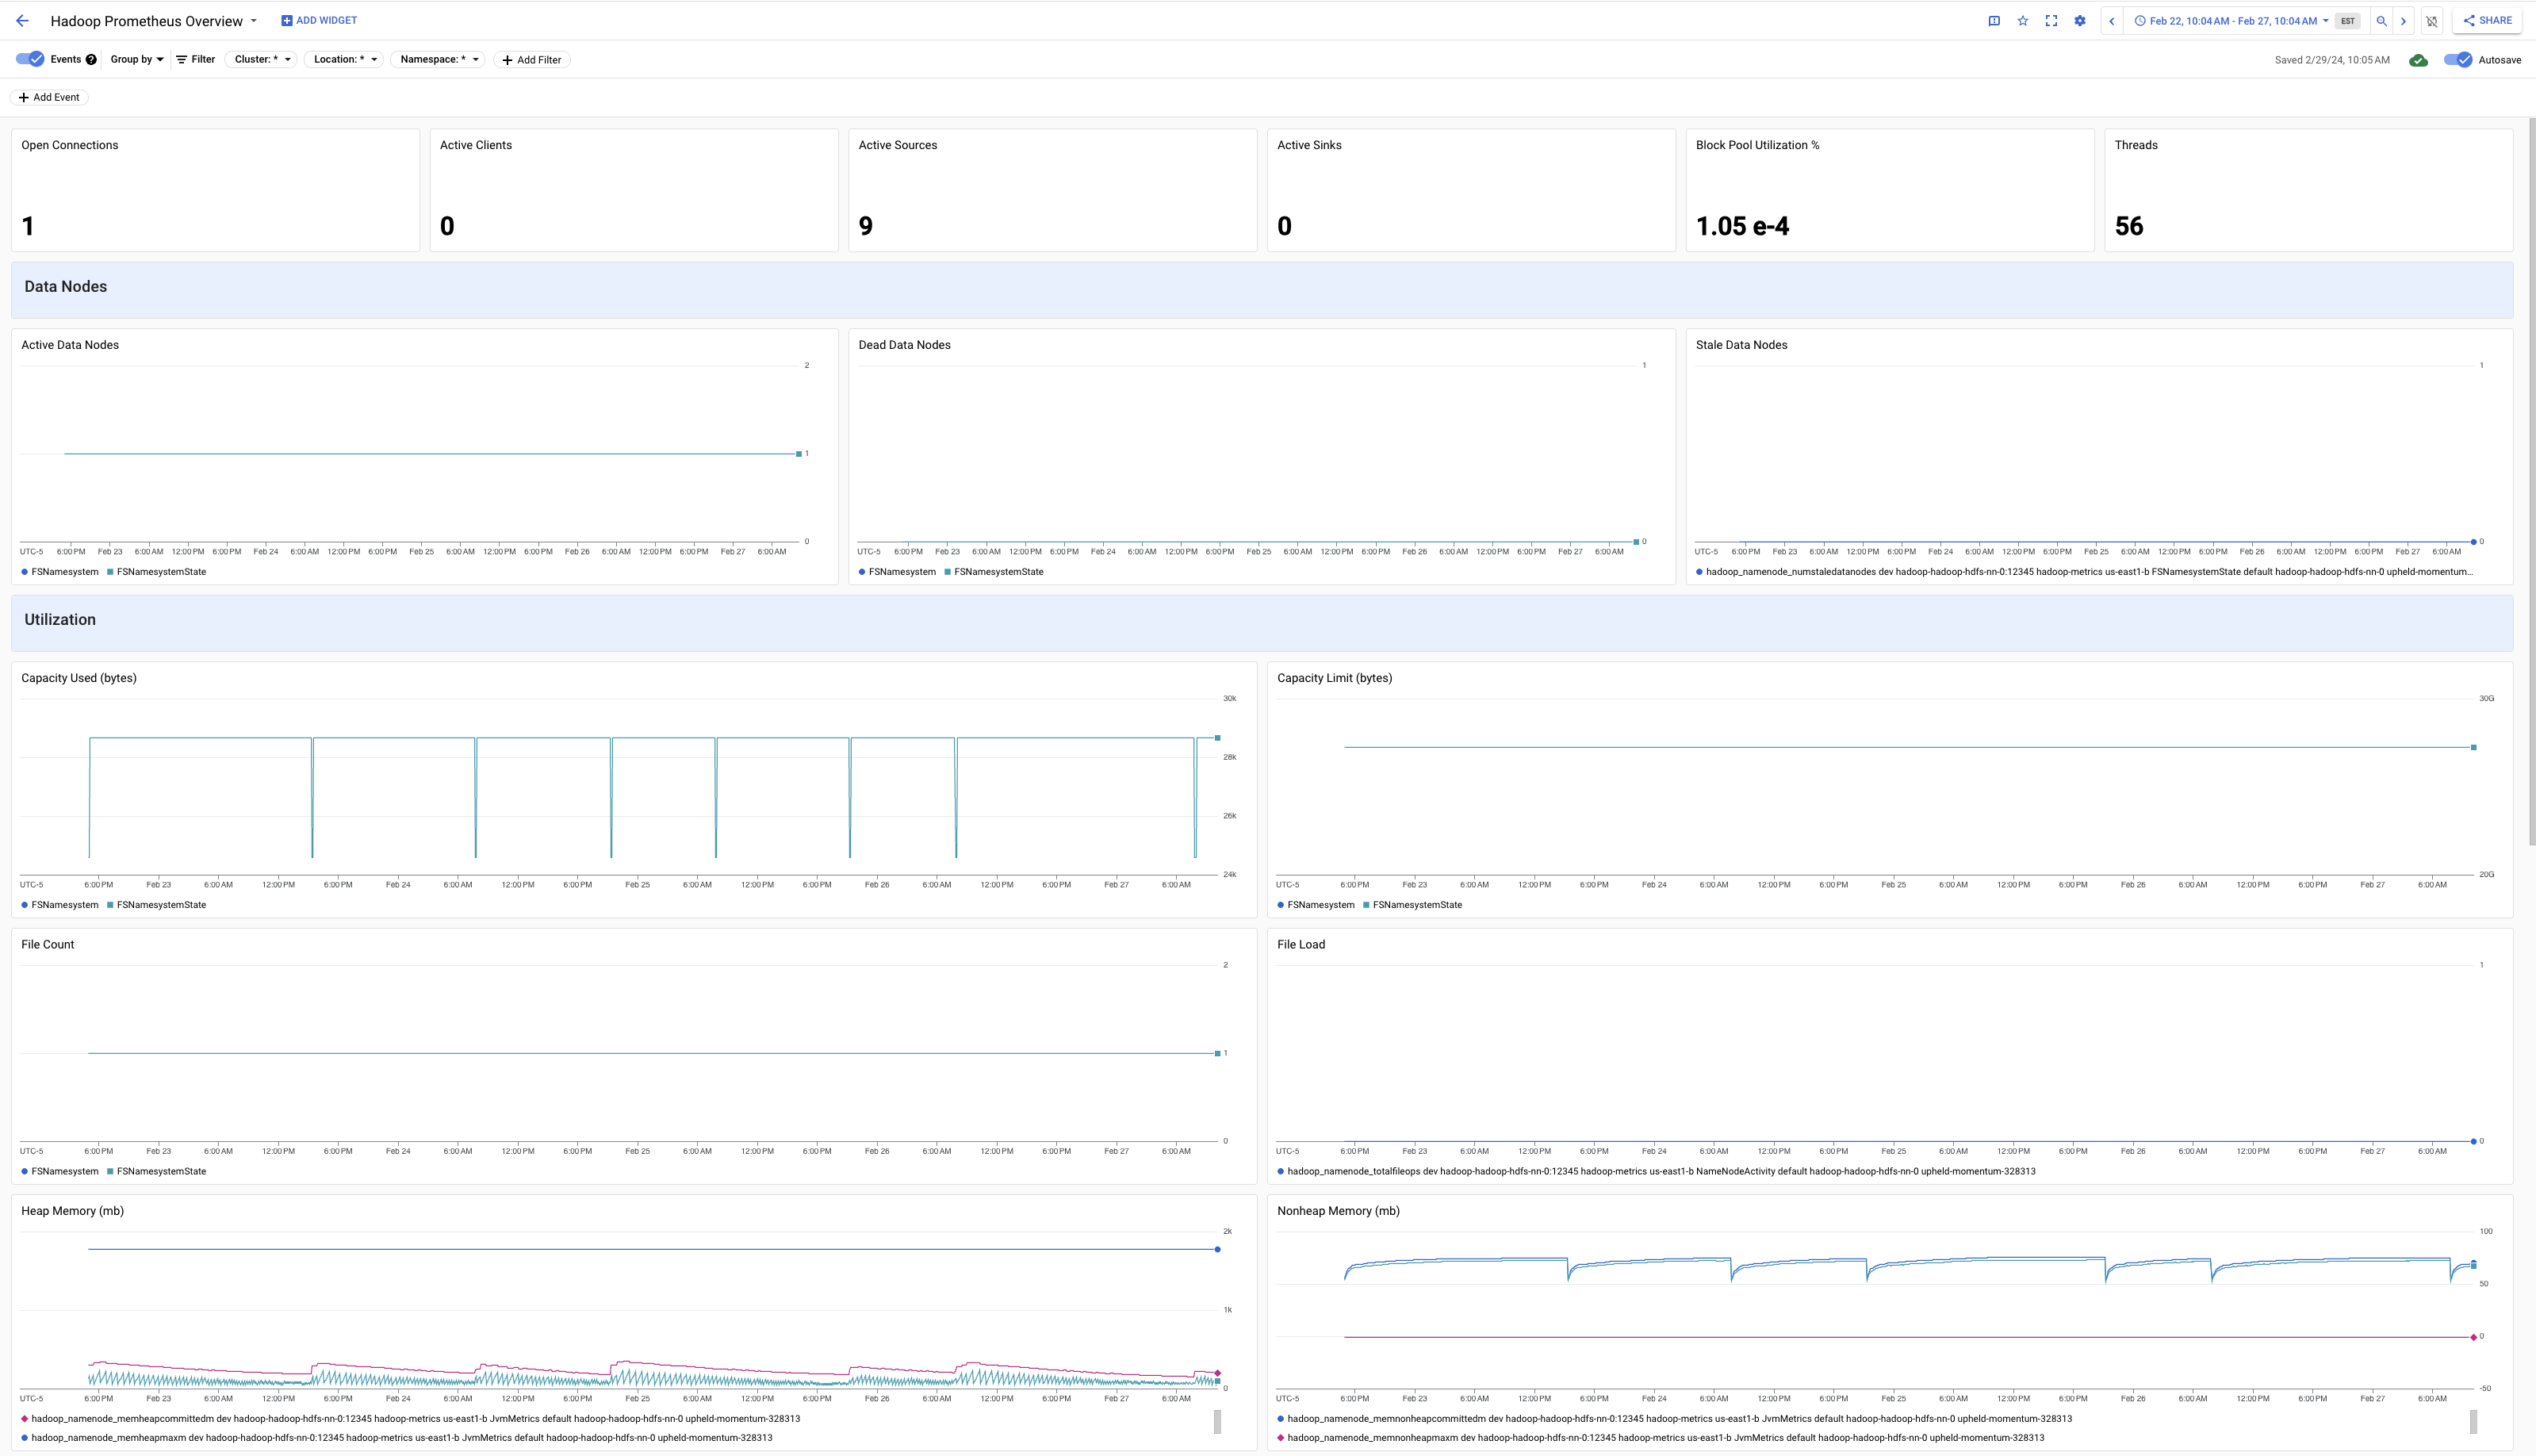 Hadoop Prometheus Overview ADD WIDGET Feb 22, 10:04 AM - Feb 27, 10:04 AM EST SHARE
Events Group by Filter Cluster: * Location: * Namespace: * Add Filter Saved 2/29/24, 10:05 AM Autosave
Add Event
Open Connections Active Clients Active Sources Active Sinks Block Pool Utilization % Threads
1 0 9 0 1.05 e-4 56
Data Nodes
Active Data Nodes
2
1
0
UTC-5 6:00 PM Feb 23 6:00 AM 12:00 PM 6:00 PM Feb 24 6:00 AM 12:00 PM 6:00 PM Feb 25 6:00 AM 12:00 PM 6:00 PM Feb 26 6:00 AM 12:00 PM 6:00 PM Feb 27 6:00 AM
FSNamesystem FSNamesystemState
Dead Data Nodes
1
0
UTC-5 6:00 PM Feb 23 6:00 AM 12:00 PM 6:00 PM Feb 24 6:00 AM 12:00 PM 6:00 PM Feb 25 6:00 AM 12:00 PM 6:00 PM Feb 26 6:00 AM 12:00 PM 6:00 PM Feb 27 6:00 AM
FSNamesystem FSNamesystemState
Stale Data Nodes
1
0
UTC-5 6:00 PM Feb 23 6:00 AM 12:00 PM 6:00 PM Feb 24 6:00 AM 12:00 PM 6:00 PM Feb 25 6:00 AM 12:00 PM 6:00 PM Feb 26 6:00 AM 12:00 PM 6:00 PM Feb 27 6:00 AM
hadoop_namenode_numstaledatanodes dev hadoop-hadoop-hdfs-nn-0:12345 hadoop-metrics us-east1-b FSNamesystemState default hadoop-hadoop-hdfs-nn-0 upheld-momentum...
Utilization
Capacity Used (bytes)
30k
28k
26k
24k
UTC-5 6:00 PM Feb 23 6:00 AM 12:00 PM 6:00 PM Feb 24 6:00 AM 12:00 PM 6:00 PM Feb 25 6:00 AM 12:00 PM 6:00 PM Feb 26 6:00 AM 12:00 PM 6:00 PM Feb 27 6:00 AM
FSNamesystem FSNamesystemState
Capacity Limit (bytes)
30G
20G
UTC-5 6:00 PM Feb 23 6:00 AM 12:00 PM 6:00 PM Feb 24 6:00 AM 12:00 PM 6:00 PM Feb 25 6:00 AM 12:00 PM 6:00 PM Feb 26 6:00 AM 12:00 PM 6:00 PM Feb 27 6:00 AM
FSNamesystem FSNamesystemState
File Count
2
1
0
UTC-5 6:00 PM Feb 23 6:00 AM 12:00 PM 6:00 PM Feb 24 6:00 AM 12:00 PM 6:00 PM Feb 25 6:00 AM 12:00 PM 6:00 PM Feb 26 6:00 AM 12:00 PM 6:00 PM Feb 27 6:00 AM
FSNamesystem FSNamesystemState
File Load
1
0
UTC-5 6:00 PM Feb 23 6:00 AM 12:00 PM 6:00 PM Feb 24 6:00 AM 12:00 PM 6:00 PM Feb 25 6:00 AM 12:00 PM 6:00 PM Feb 26 6:00 AM 12:00 PM 6:00 PM Feb 27 6:00 AM
hadoop_namenode_totalfileops dev hadoop-hadoop-hdfs-nn-0:12345 hadoop-metrics us-east1-b NameNodeActivity default hadoop-hadoop-hdfs-nn-0 upheld-momentum-328313
Heap Memory (mb)
2k
1k
0
UTC-5 6:00 PM Feb 23 6:00 AM 12:00 PM 6:00 PM Feb 24 6:00 AM 12:00 PM 6:00 PM Feb 25 6:00 AM 12:00 PM 6:00 PM Feb 26 6:00 AM 12:00 PM 6:00 PM Feb 27 6:00 AM
hadoop_namenode_memheapcommittedm dev hadoop-hadoop-hdfs-nn-0:12345 hadoop-metrics us-east1-b JvmMetrics default hadoop-hadoop-hdfs-nn-0 upheld-momentum-328313
hadoop_namenode_memheapmaxm dev hadoop-hadoop-hdfs-nn-0:12345 hadoop-metrics us-east1-b JvmMetrics default hadoop-hadoop-hdfs-nn-0 upheld-momentum-328313
Nonheap Memory (mb)
100
50
0
-50
UTC-5 6:00 PM Feb 23 6:00 AM 12:00 PM 6:00 PM Feb 24 6:00 AM 12:00 PM 6:00 PM Feb 25 6:00 AM 12:00 PM 6:00 PM Feb 26 6:00 AM 12:00 PM 6:00 PM Feb 27 6:00 AM
hadoop_namenode_memnonheapcommittedm dev hadoop-hadoop-hdfs-nn-0:12345 hadoop-metrics us-east1-b JvmMetrics default hadoop-hadoop-hdfs-nn-0 upheld-momentum-328313
hadoop_namenode_memnonheapmaxm dev hadoop-hadoop-hdfs-nn-0:12345 hadoop-metrics us-east1-b JvmMetrics default hadoop-hadoop-hdfs-nn-0 upheld-momentum-328313